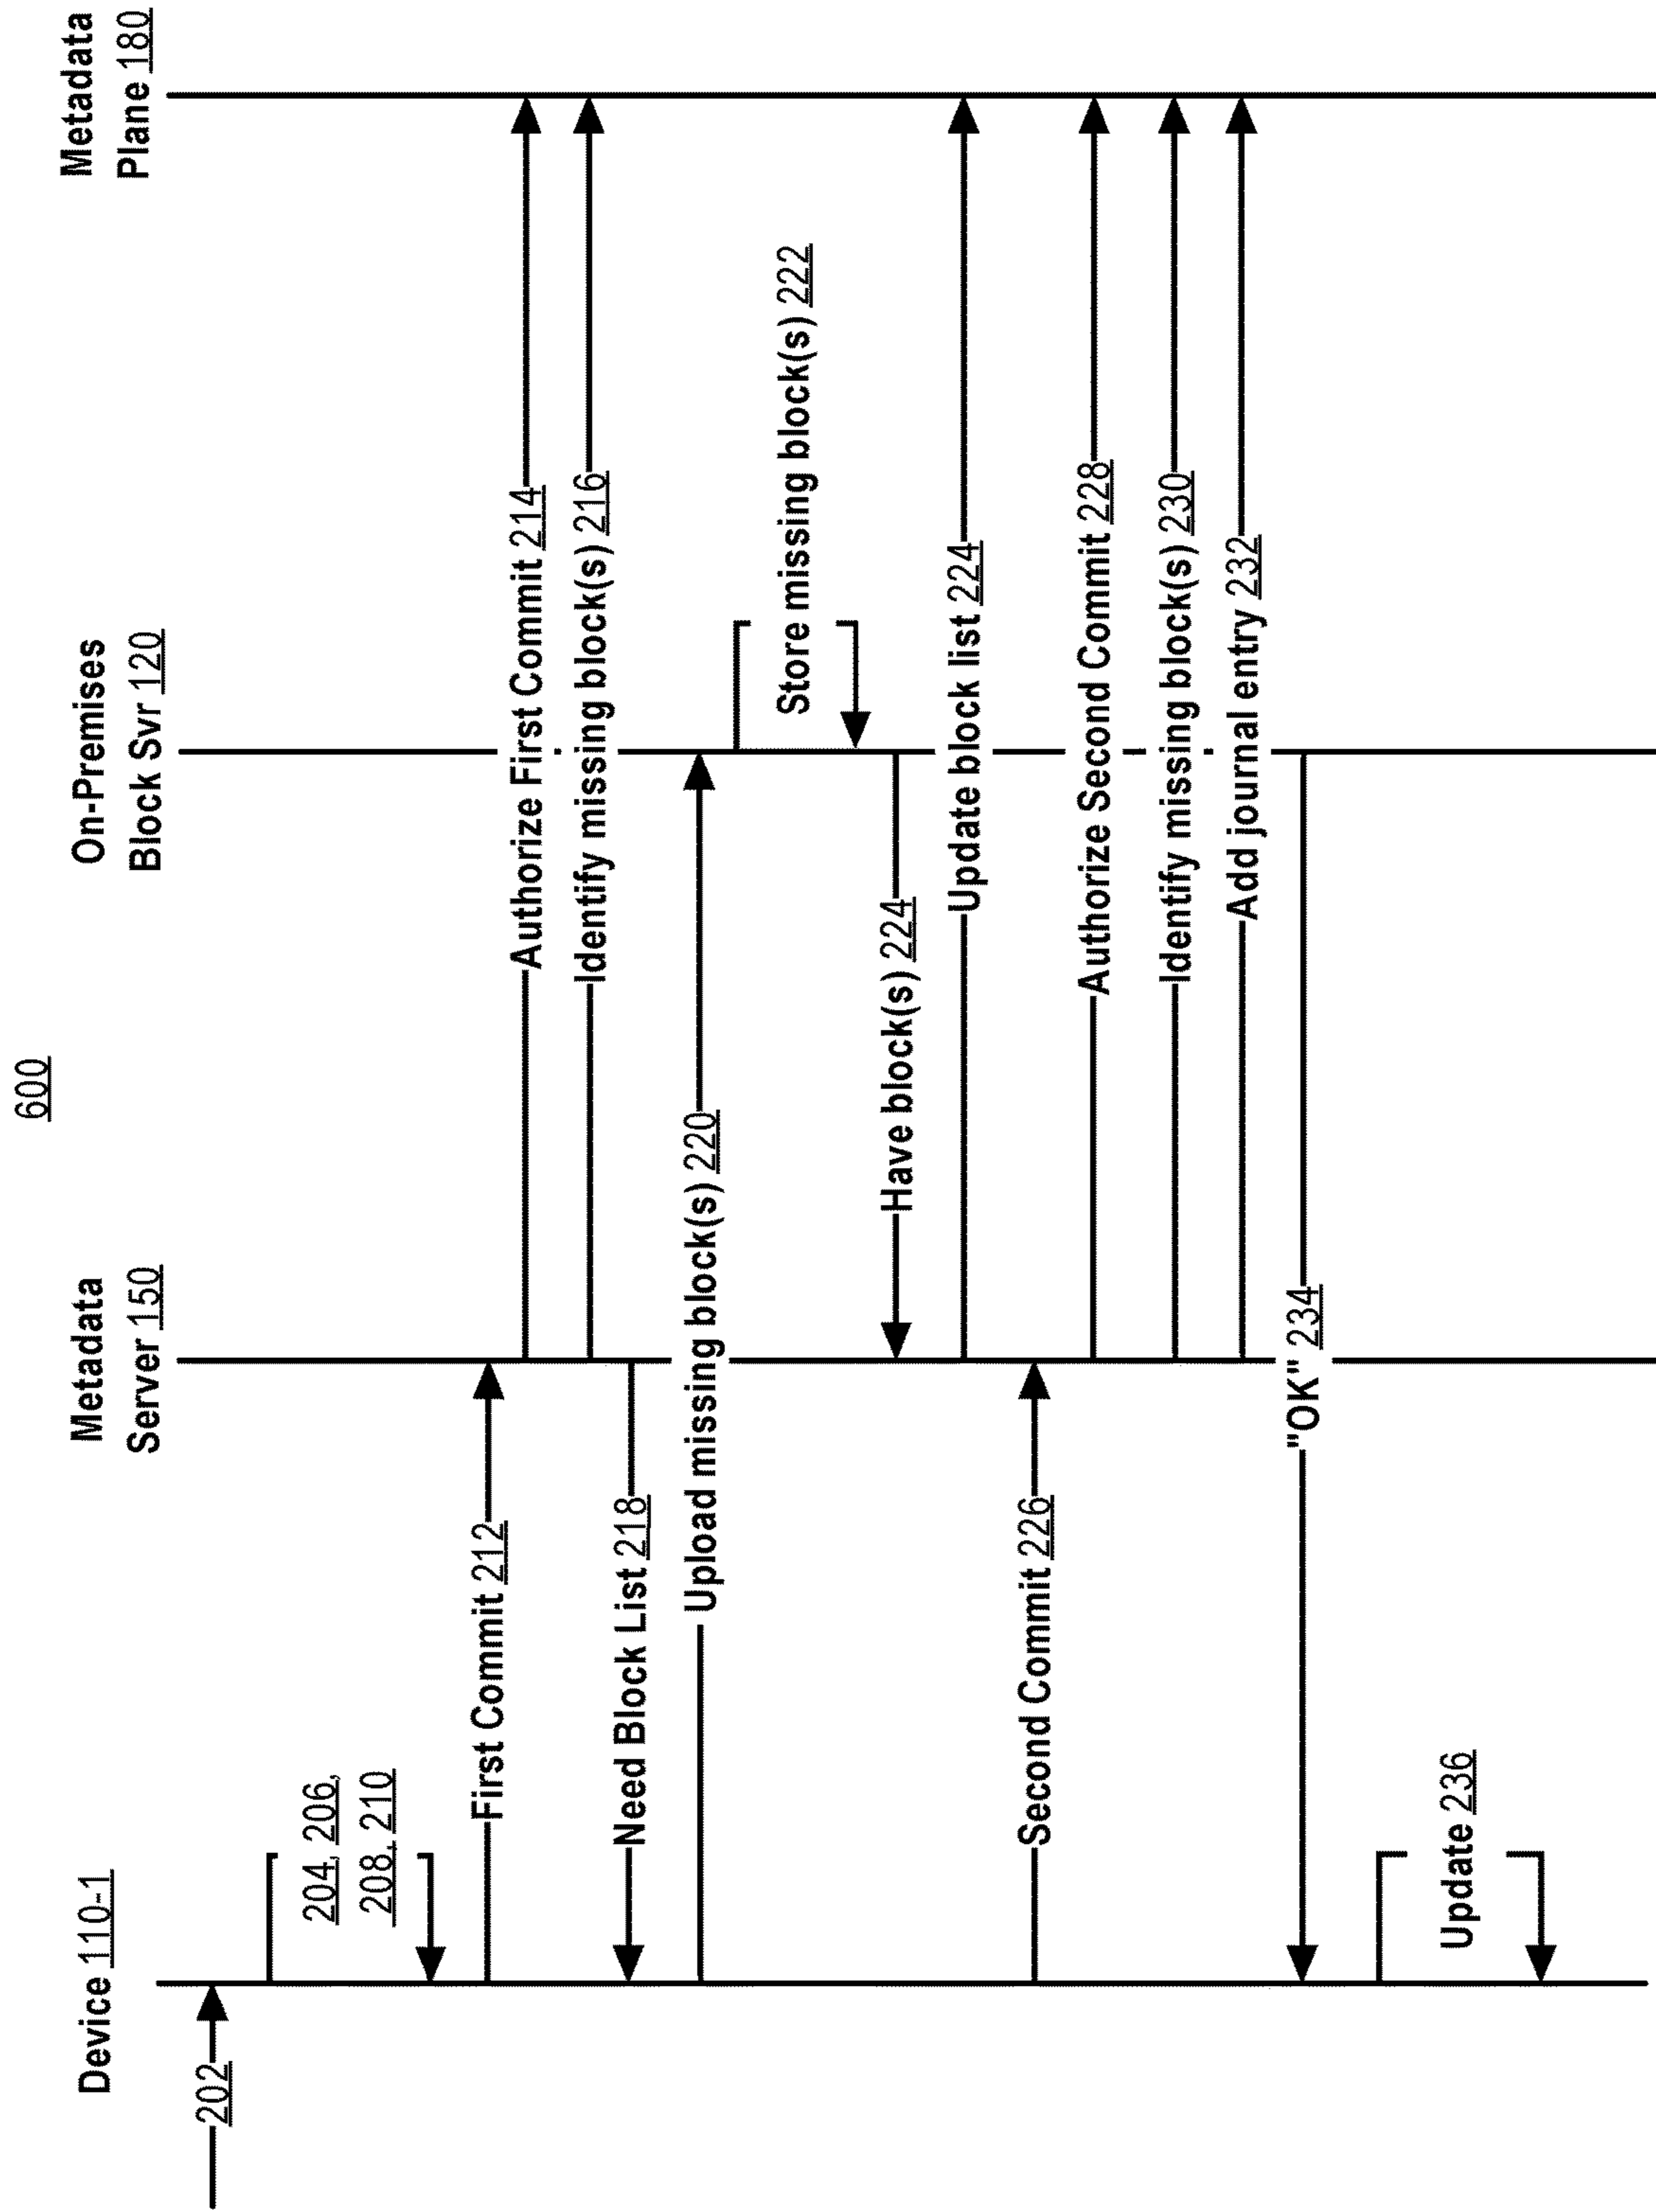 600
Device 110-1
Metadata
Server 150
On-Premises
Block Svr 120
Metadata
Plane 180
202
204, 206,
208, 210
First Commit 212
Authorize First Commit 214
Identify missing block(s) 216
Need Block List 218
Upload missing block(s) 220
Store missing block(s) 222
Have block(s) 224
Update block list 224
Second Commit 226
Authorize Second Commit 228
Identify missing block(s) 230
Add journal entry 232
"OK" 234
Update 236